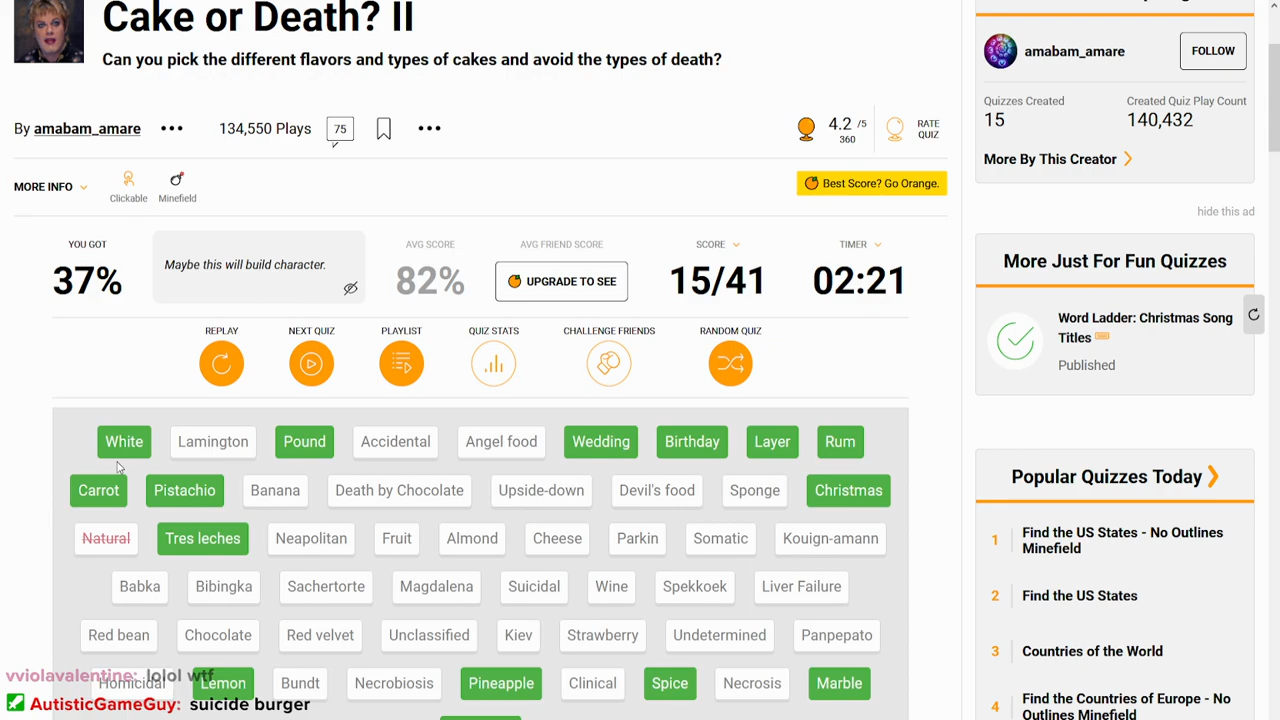 Cake or Death? II
Can you pick the different flavors and types of cakes and avoid the types of death?
By amabam_amare ••• 134,550 Plays 75 •••
4.2 /5
360
RATE
QUIZ
MORE INFO
Clickable
Minefield
Best Score? Go Orange.
YOU GOT
37%
Maybe this will build character.
AVG SCORE
82%
AVG FRIEND SCORE
UPGRADE TO SEE
SCORE
15/41
TIMER
02:21
REPLAY
NEXT QUIZ
PLAYLIST
QUIZ STATS
CHALLENGE FRIENDS
RANDOM QUIZ
White Lamington Pound Accidental Angel food Wedding Birthday Layer Rum
Carrot Pistachio Banana Death by Chocolate Upside-down Devil's food Sponge Christmas
Natural Tres leches Neapolitan Fruit Almond Cheese Parkin Somatic Kouign-amann
Babka Bibingka Sachertorte Magdalena Suicidal Wine Spekkoek Liver Failure
Red bean Chocolate Red velvet Unclassified Kiev Strawberry Undetermined Panpepato
Homicidal Lemon Bundt Necrobiosis Pineapple Clinical Spice Necrosis Marble
vviolavalentine: lolol wtf
AutisticGameGuy: suicide burger
amabam_amare
FOLLOW
Quizzes Created
15
Created Quiz Play Count
140,432
More By This Creator
hide this ad
More Just For Fun Quizzes
Word Ladder: Christmas Song
Titles
Published
Popular Quizzes Today
1 Find the US States - No Outlines
Minefield
2 Find the US States
3 Countries of the World
4 Find the Countries of Europe - No
Outlines Minefield